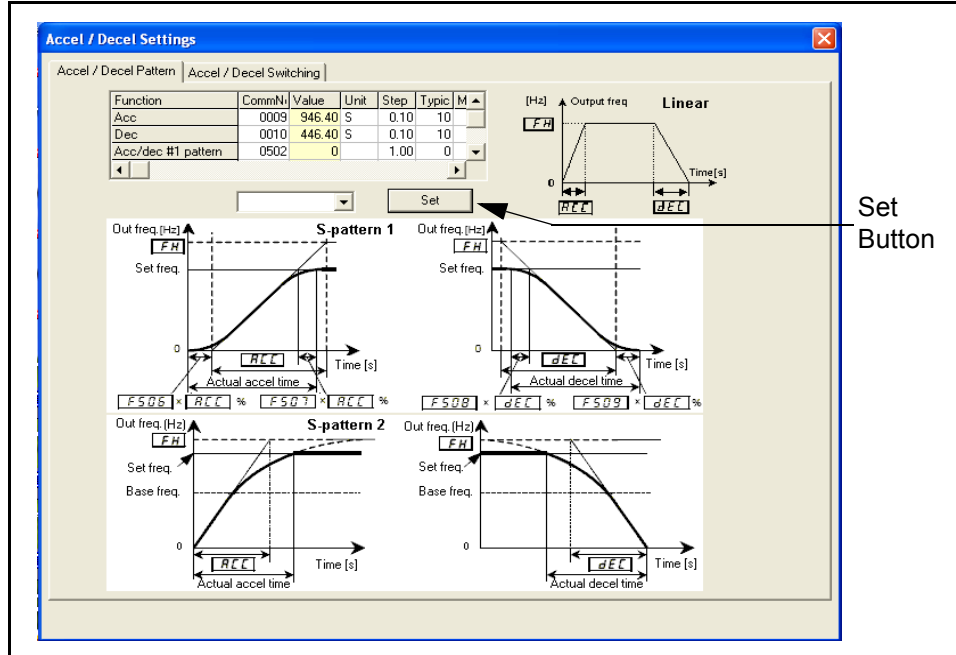 Accel / Decel Settings
Accel / Decel Pattern Accel / Decel Switching
Function CommN Value Unit Step Typic M
Acc 0009 946.40 S 0.10 10
Dec 0010 446.40 S 0.10 10
Acc/dec #1 pattern 0502 0 1.00 0
Set
[Hz] Output freq Linear
FH
Time[s]
0
ACC dEC
Set
Button
Out freq.[Hz] S-pattern 1
FH
Set freq.
0
ACC
Time [s]
Actual accel time
F506 × ACC % F507 × ACC %
Out freq.[Hz]
FH
Set freq.
0
dEC
Time [s]
Actual decel time
F508 × dEC % F509 × dEC %
Out freq.(Hz) S-pattern 2
FH
Set freq.
Base freq.
0
ACC Time [s]
Actual accel time
Out freq.(Hz)
FH
Set freq.
Base freq.
0
dEC Time [s]
Actual decel time